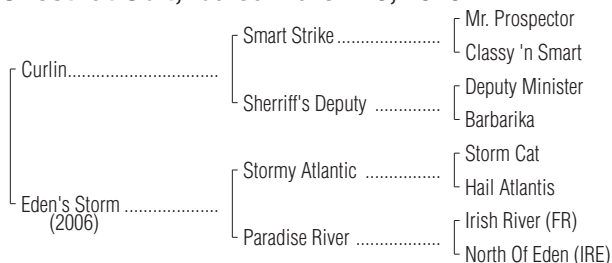 Smart Strike
Mr. Prospector
Classy 'n Smart
Curlin
Sherriff's Deputy
Deputy Minister
Barbarika
Stormy Atlantic
Storm Cat
Hail Atlantis
Eden's Storm
(2006)
Paradise River
Irish River (FR)
North Of Eden (IRE)